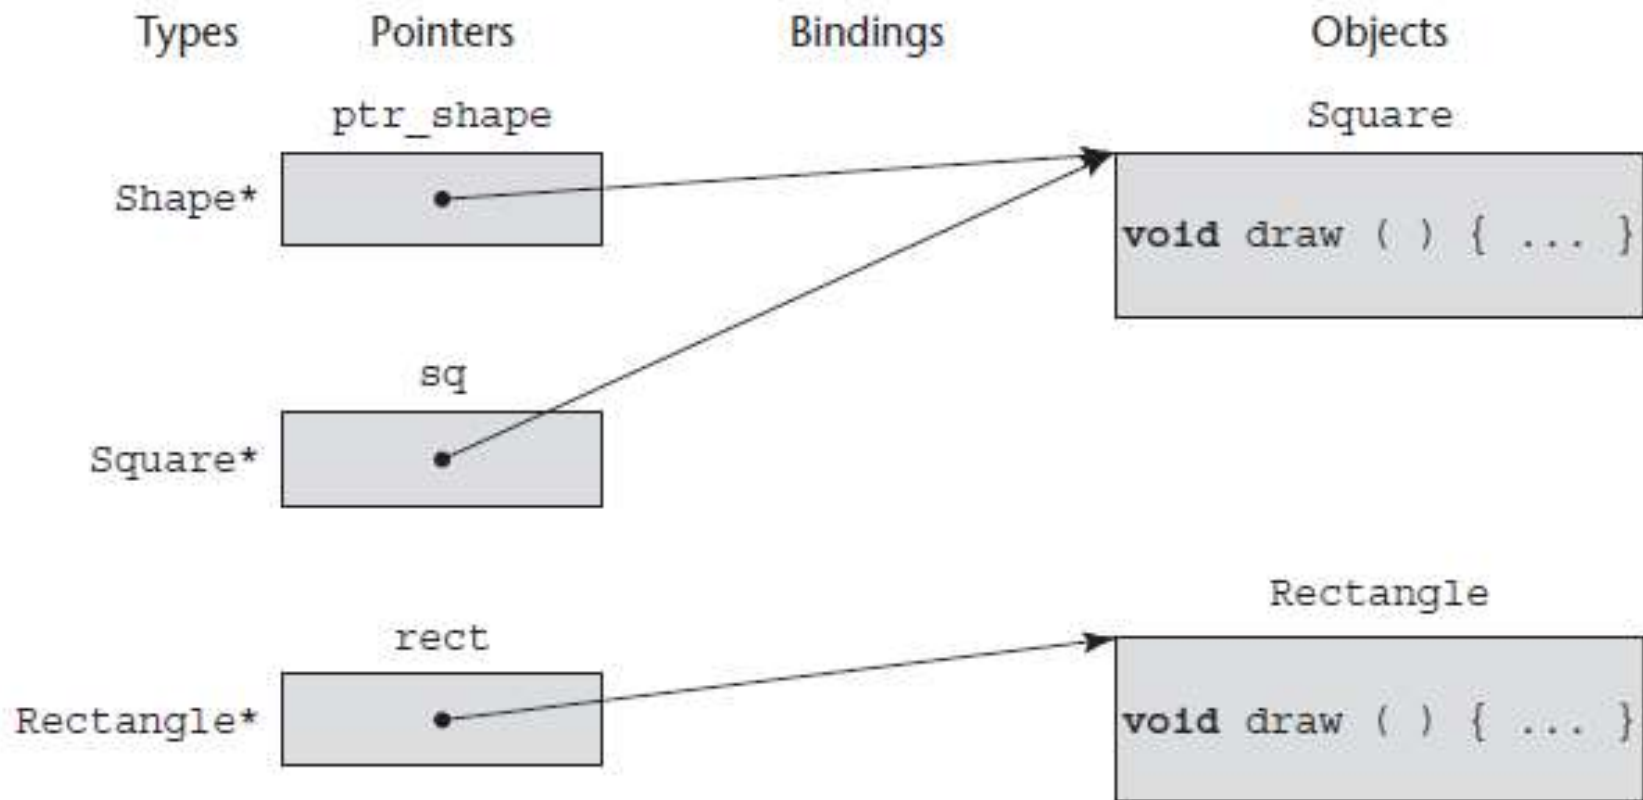 Types Pointers Bindings Objects
ptr_shape Square
Shape*
void draw ( ) { ... }
sq
Square*
Rectangle
rect
Rectangle*
void draw ( ) { ... }